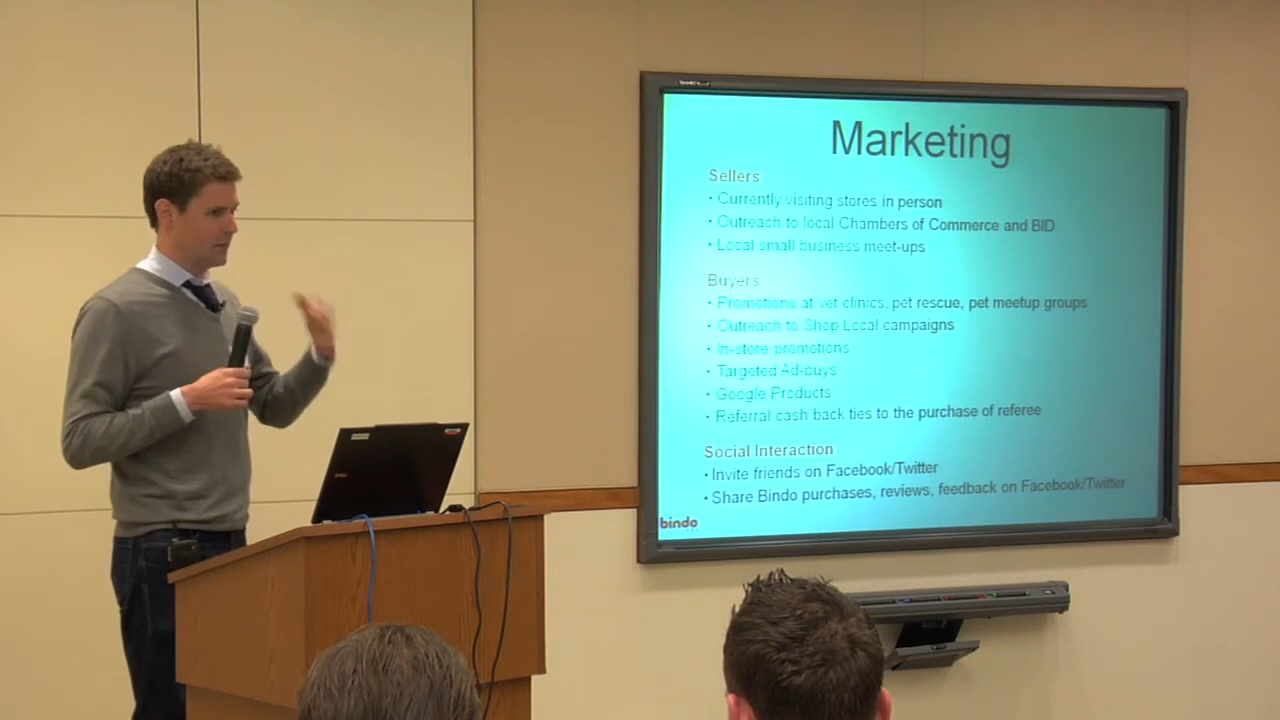 Marketing
Sellers
· Currently visiting stores in person
· Outreach to local Chambers of Commerce and BID
· Local small business meet-ups
Buyers
· Promotions at vet clinics, pet rescue, pet meetup groups
· Outreach to Shop Local campaigns
· In-store promotions
· Targeted Ad-buys
· Google Products
· Referral cash back ties to the purchase of referee
Social Interaction
· Invite friends on Facebook/Twitter
· Share Bindo purchases, reviews, feedback on Facebook/Twitter
bindo